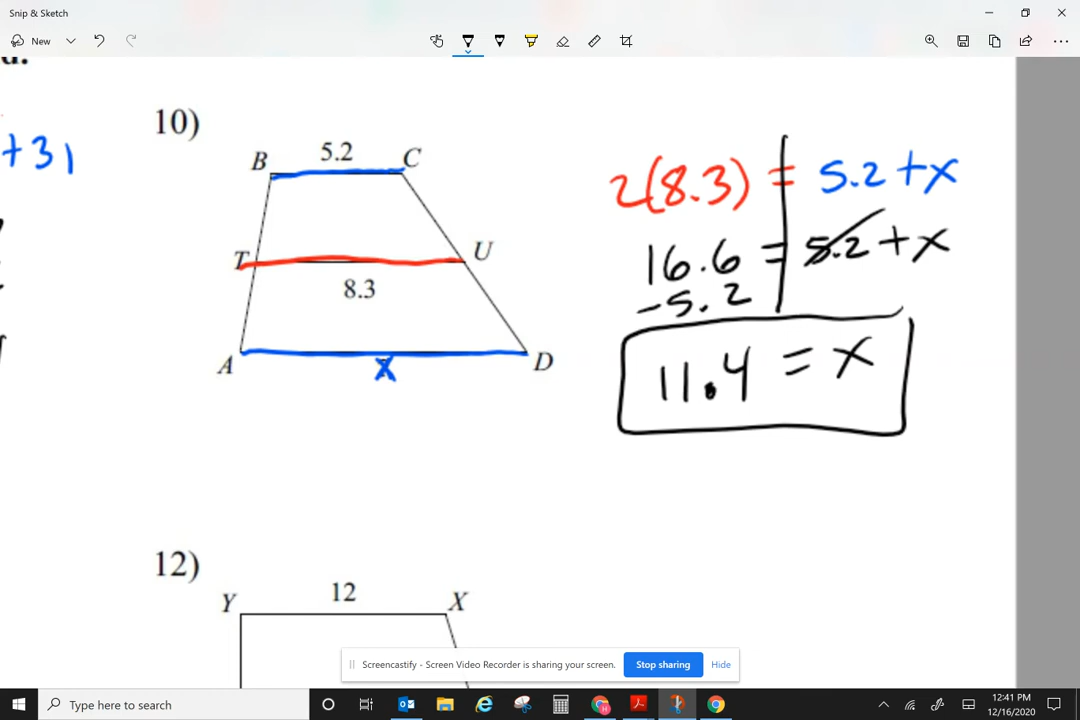 Snip & Sketch
New
10)
+31
B 5.2 C
T U
8.3
A x D
2(8.3) = 5.2 + x
16.6 = 5.2 + x
-5.2
11.4 = x
12)
Y 12 X
Screencastify - Screen Video Recorder is sharing your screen. Stop sharing Hide
Type here to search
12:41 PM
12/16/2020